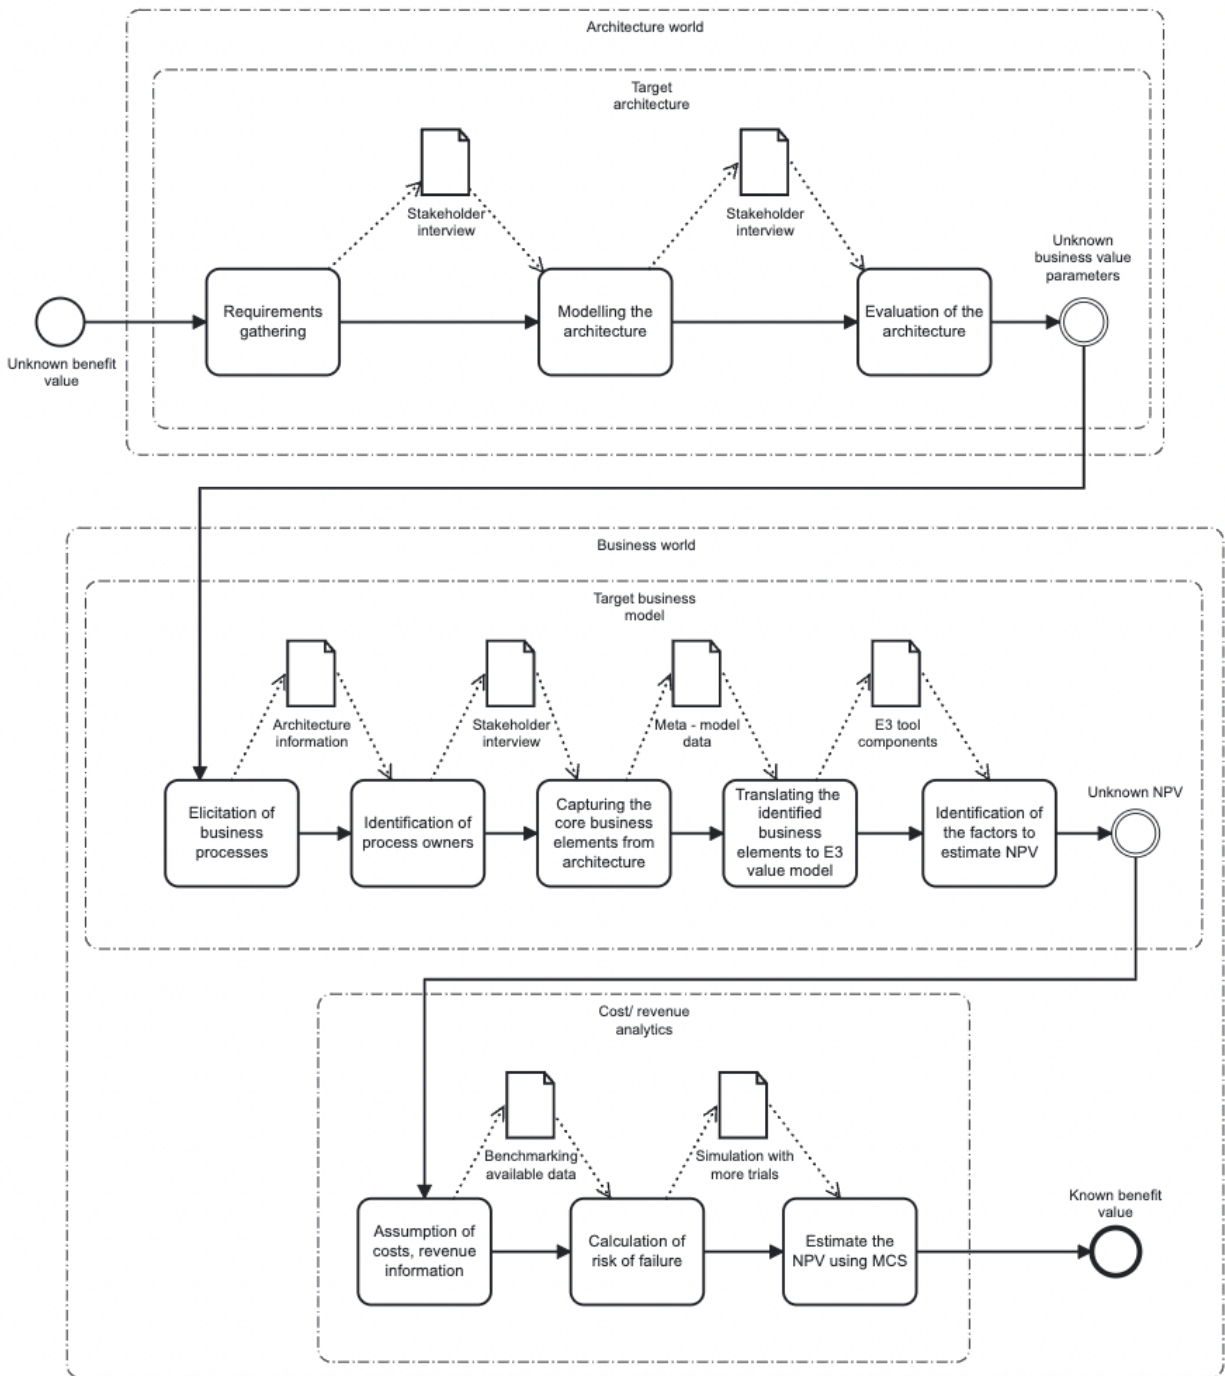 Architecture world
Target
architecture
Stakeholder
interview
Stakeholder
interview
Unknown
business value
parameters
Requirements
gathering
Modelling the
architecture
Evaluation of the
architecture
Unknown benefit
value
Business world
Target business
model
Architecture
information
Stakeholder
interview
Meta - model
data
E3 tool
components
Elicitation of
business
processes
Identification of
process owners
Capturing the
core business
elements from
architecture
Translating the
identified
business
elements to E3
value model
Identification of
the factors to
estimate NPV
Unknown NPV
Cost/ revenue
analytics
Benchmarking
available data
Simulation with
more trials
Assumption of
costs, revenue
information
Calculation of
risk of failure
Estimate the
NPV using MCS
Known benefit
value